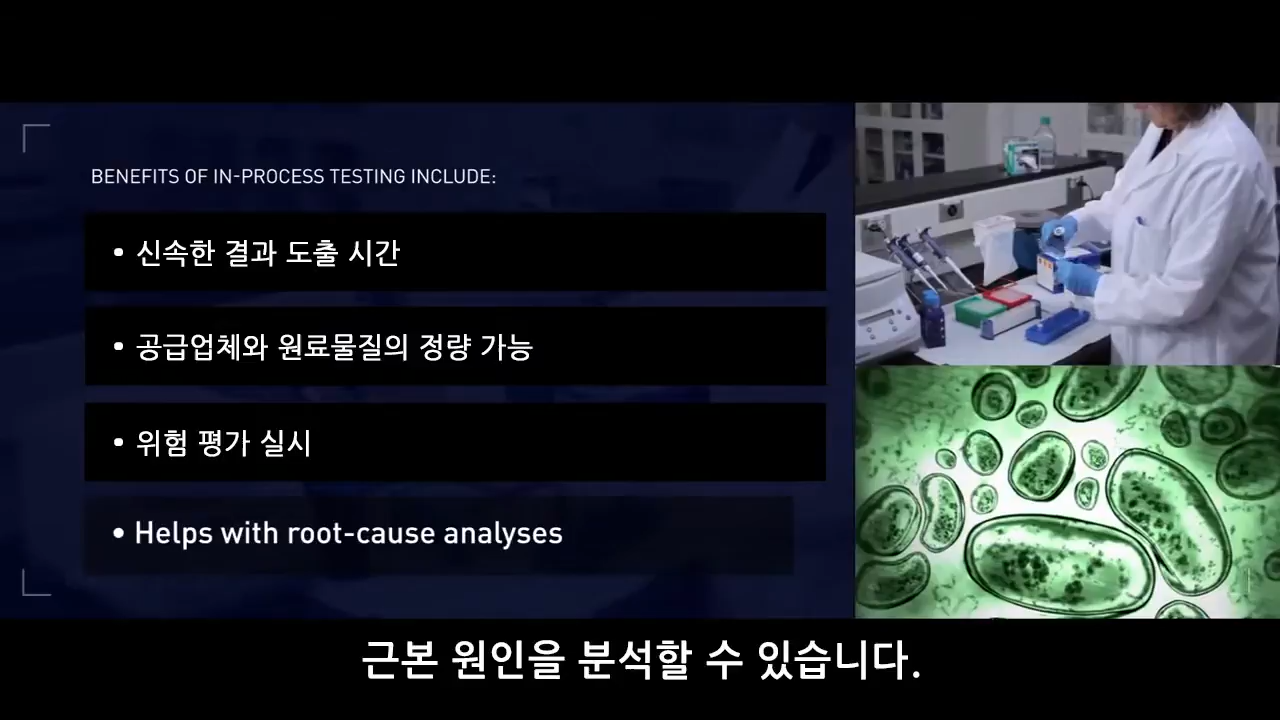 BENEFITS OF IN-PROCESS TESTING INCLUDE:
• 신속한 결과 도출 시간
• 공급업체와 원료물질의 정량 가능
• 위험 평가 실시
• Helps with root-cause analyses
근본 원인을 분석할 수 있습니다.